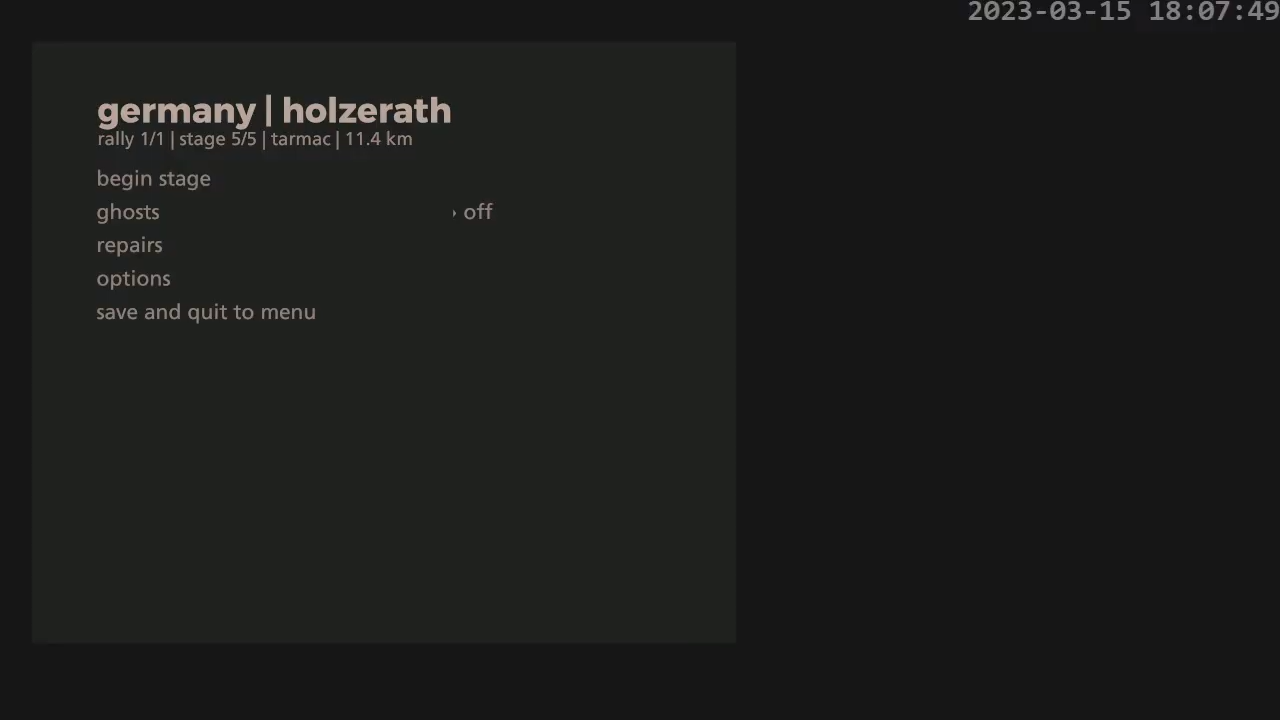 2023-03-15 18:07:49
germany | holzerath
rally 1/1 | stage 5/5 | tarmac | 11.4 km
begin stage
ghosts › off
repairs
options
save and quit to menu